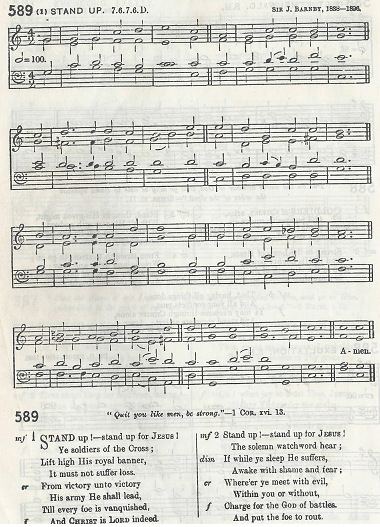 589 (1) STAND UP. 7.6.7.6.D. SIR J. BARNBY, 1838—1896.
=100.
A - men.
589
"Quit you like men, be strong."—1 COR. xvi. 13.
mf 1 STAND up!—stand up for JESUS!
Ye soldiers of the Cross;
Lift high His royal banner,
It must not suffer loss.
cr From victory unto victory
His army He shall lead,
Till every foe is vanquished,
f And CHRIST is LORD indeed.
mf 2 Stand up!—stand up for JESUS!
The solemn watchword hear;
dim If while ye sleep He suffers,
Awake with shame and fear;
cr Where'er ye meet with evil,
Within you or without,
f Charge for the God of battles.
And put the foe to rout.